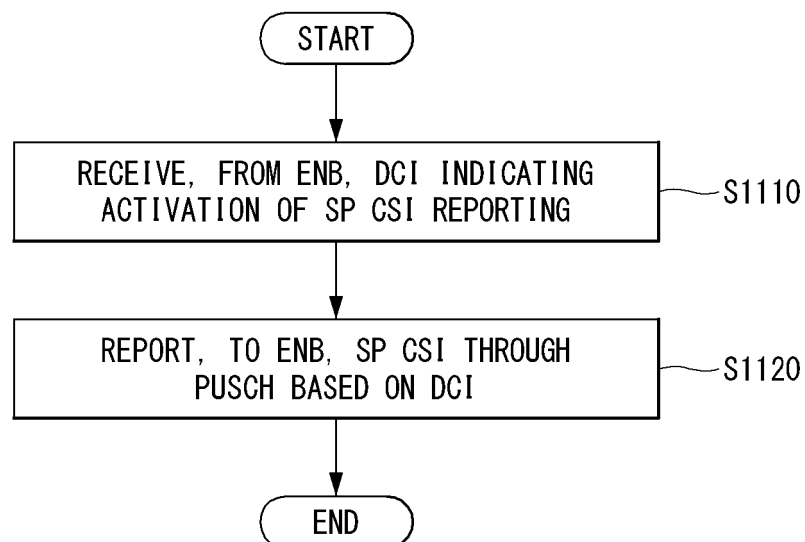 START
RECEIVE, FROM ENB, DCI INDICATING
ACTIVATION OF SP CSI REPORTING
S1110
REPORT, TO ENB, SP CSI THROUGH
PUSCH BASED ON DCI
S1120
END